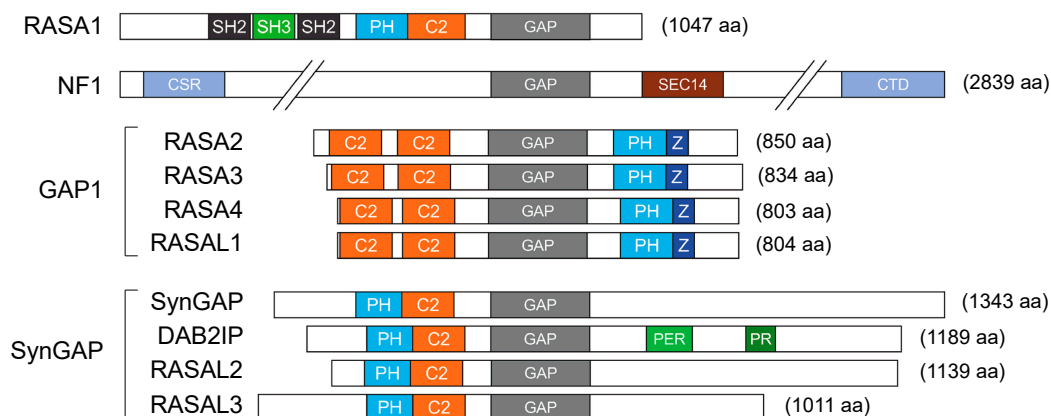 RASA1 SH2 SH3 SH2 PH C2 GAP (1047 aa)
NF1 CSR GAP SEC14 CTD (2839 aa)
GAP1
RASA2 C2 C2 GAP PH Z (850 aa)
RASA3 C2 C2 GAP PH Z (834 aa)
RASA4 C2 C2 GAP PH Z (803 aa)
RASAL1 C2 C2 GAP PH Z (804 aa)
SynGAP
SynGAP PH C2 GAP (1343 aa)
DAB2IP PH C2 GAP PER PR (1189 aa)
RASAL2 PH C2 GAP (1139 aa)
RASAL3 PH C2 GAP (1011 aa)